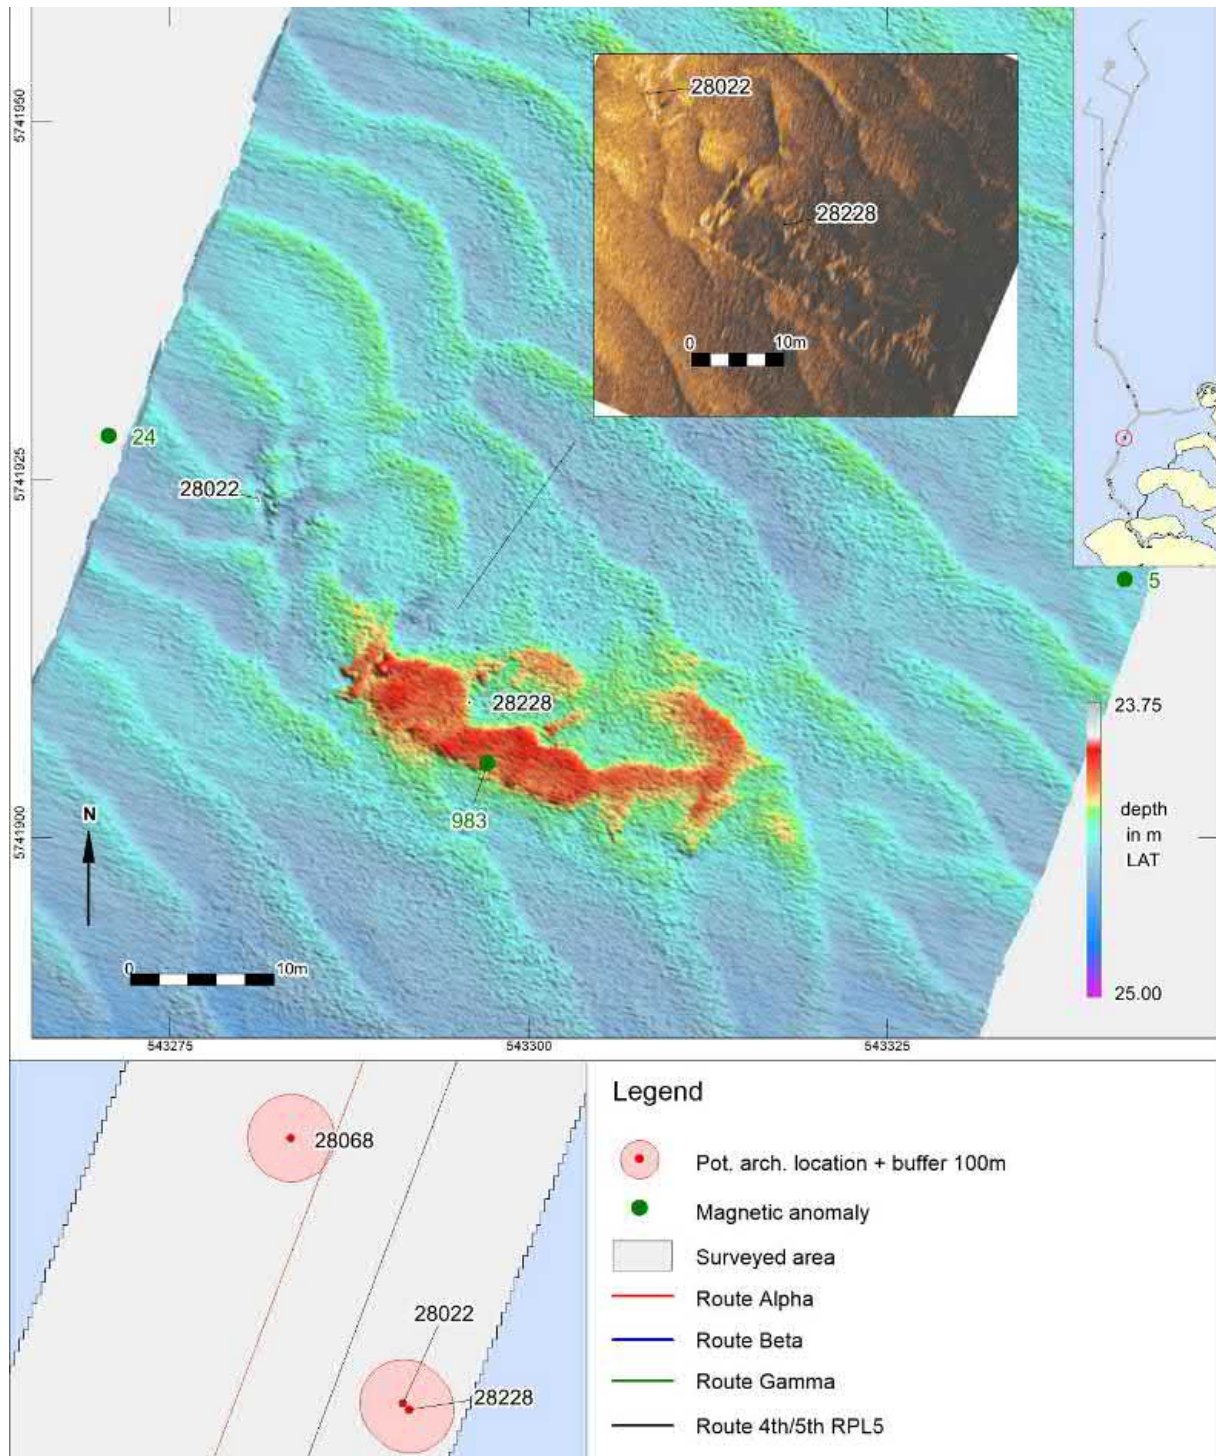 5741950
28022
28228
0
10m
24
5741925
28022
5
28228
23.75
983
5741900
N
depth
in m
LAT
0
10m
25.00
543275
543300
543325
28068
28022
28228
Legend
Pot. arch. location + buffer 100m
Magnetic anomaly
Surveyed area
Route Alpha
Route Beta
Route Gamma
Route 4th/5th RPL5